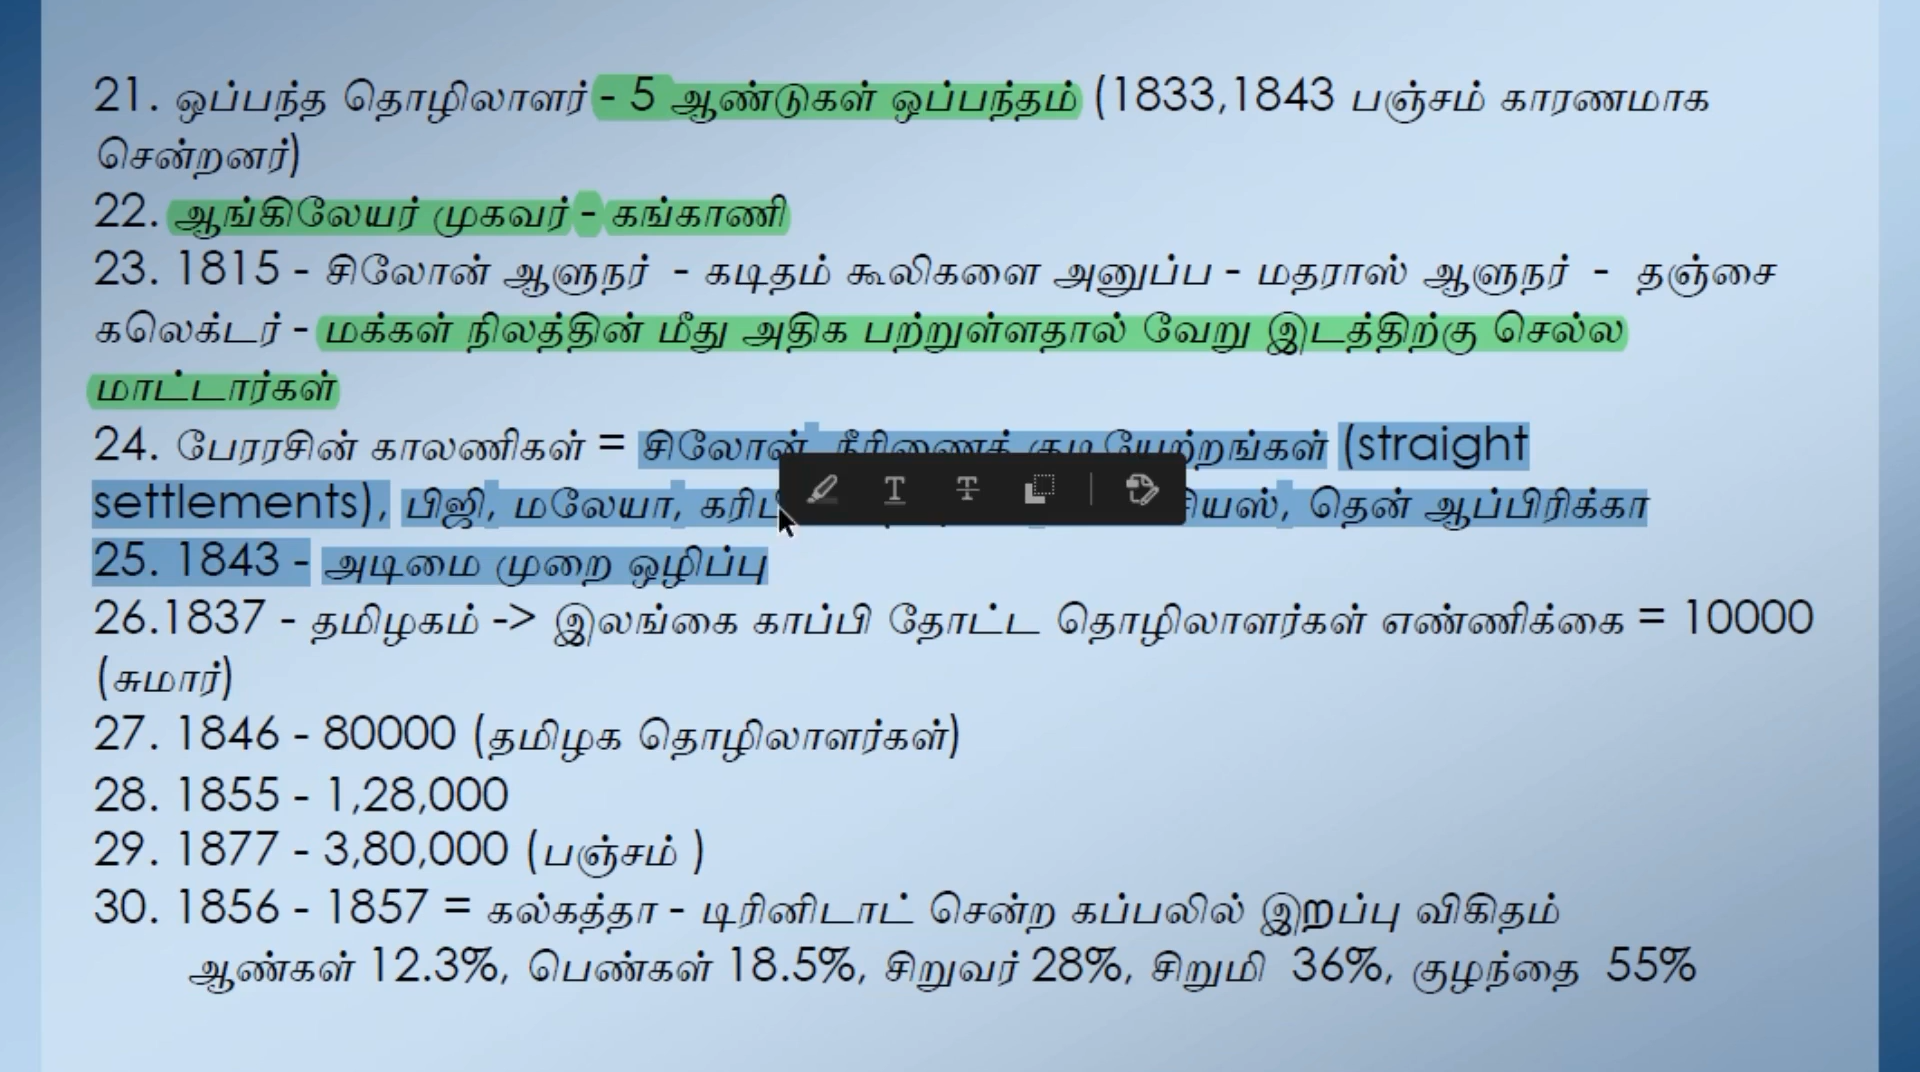 21. ஒப்பந்த தொழிலாளர் - 5 ஆண்டுகள் ஒப்பந்தம் (1833,1843 பஞ்சம் காரணமாக
சென்றனர்)
22. ஆங்கிலேயர் முகவர் - கங்காணி
23. 1815 - சிலோன் ஆளுநர் - கடிதம் கூலிகளை அனுப்ப - மதராஸ் ஆளுநர் - தஞ்சை
கலெக்டர் - மக்கள் நிலத்தின் மீது அதிக பற்றுள்ளதால் வேறு இடத்திற்கு செல்ல
மாட்டார்கள்
24. பேரரசின் காலணிகள் = சிலோன், நீரிணைக் குடியேற்றங்கள் (straight
settlements), பிஜி, மலேயா, தென் ஆப்பிரிக்கா
25. 1843 - அடிமை முறை ஒழிப்பு
26.1837 - தமிழகம் -> இலங்கை காப்பி தோட்ட தொழிலாளர்கள் எண்ணிக்கை = 10000
(சுமார்)
27. 1846 - 80000 (தமிழக தொழிலாளர்கள்)
28. 1855 - 1,28,000
29. 1877 - 3,80,000 (பஞ்சம் )
30. 1856 - 1857 = கல்கத்தா - டிரினிடாட் சென்ற கப்பலில் இறப்பு விகிதம்
ஆண்கள் 12.3%, பெண்கள் 18.5%, சிறுவர் 28%, சிறுமி 36%, குழந்தை 55%